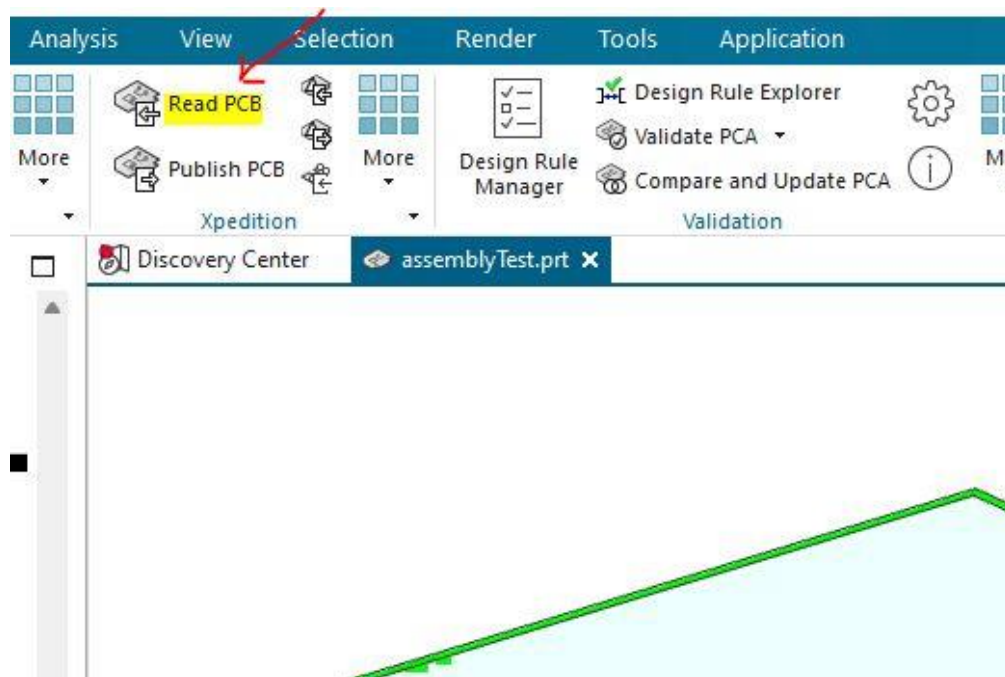 Analysis View Selection Render Tools Application
Read PCB
Publish PCB
More
More
Xpedition
Design Rule
Manager
Design Rule Explorer
Validate PCA
Compare and Update PCA
Validation
M
Discovery Center
assemblyTest.prt